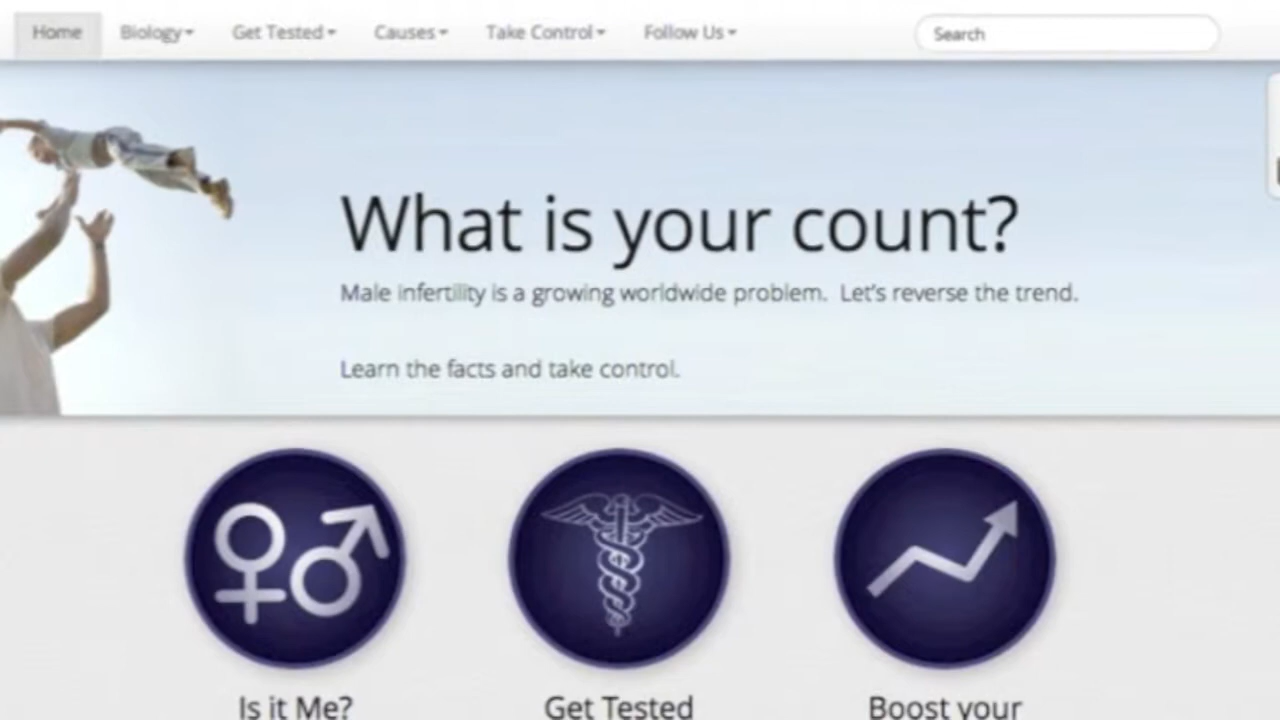 Home Biology Get Tested Causes Take Control Follow Us Search
What is your count?
Male infertility is a growing worldwide problem. Let's reverse the trend.
Learn the facts and take control.
Is it Me? Get Tested Boost your